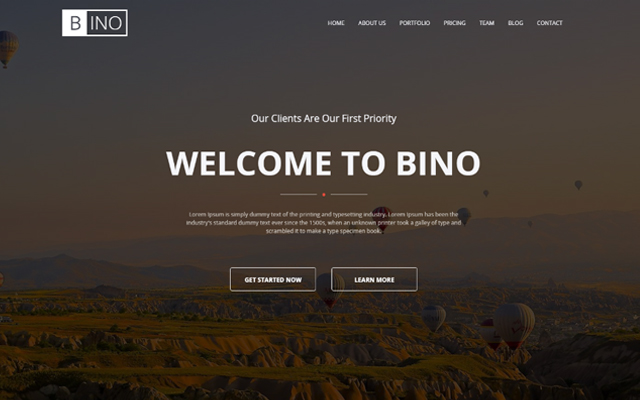 BINO
HOME ABOUT US PORTFOLIO PRICING TEAM BLOG CONTACT
Our Clients Are Our First Priority
WELCOME TO BINO
Lorem Ipsum is simply dummy text of the printing and typesetting industry. Lorem Ipsum has been the
industry's standard dummy text ever since the 1500s, when an unknown printer took a galley of type and
scrambled it to make a type specimen book.
GET STARTED NOW LEARN MORE